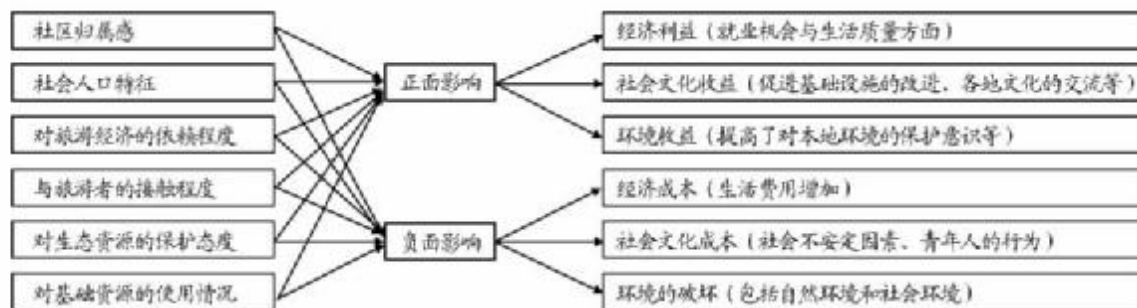 社区归属感
社会人口特征
对旅游经济的依赖程度
与旅游者的接触程度
对生态资源的保护态度
对基础资源的使用情况
正面影响
负面影响
经济利益（就业机会与生活质量方面）
社会文化收益（促进基础设施的改进、各地文化的交流等）
环境收益（提高了对本地环境的保护意识等）
经济成本（生活费用增加）
社会文化成本（社会不安定因素、青年人的行为）
环境的破坏（包括自然环境和社会环境）